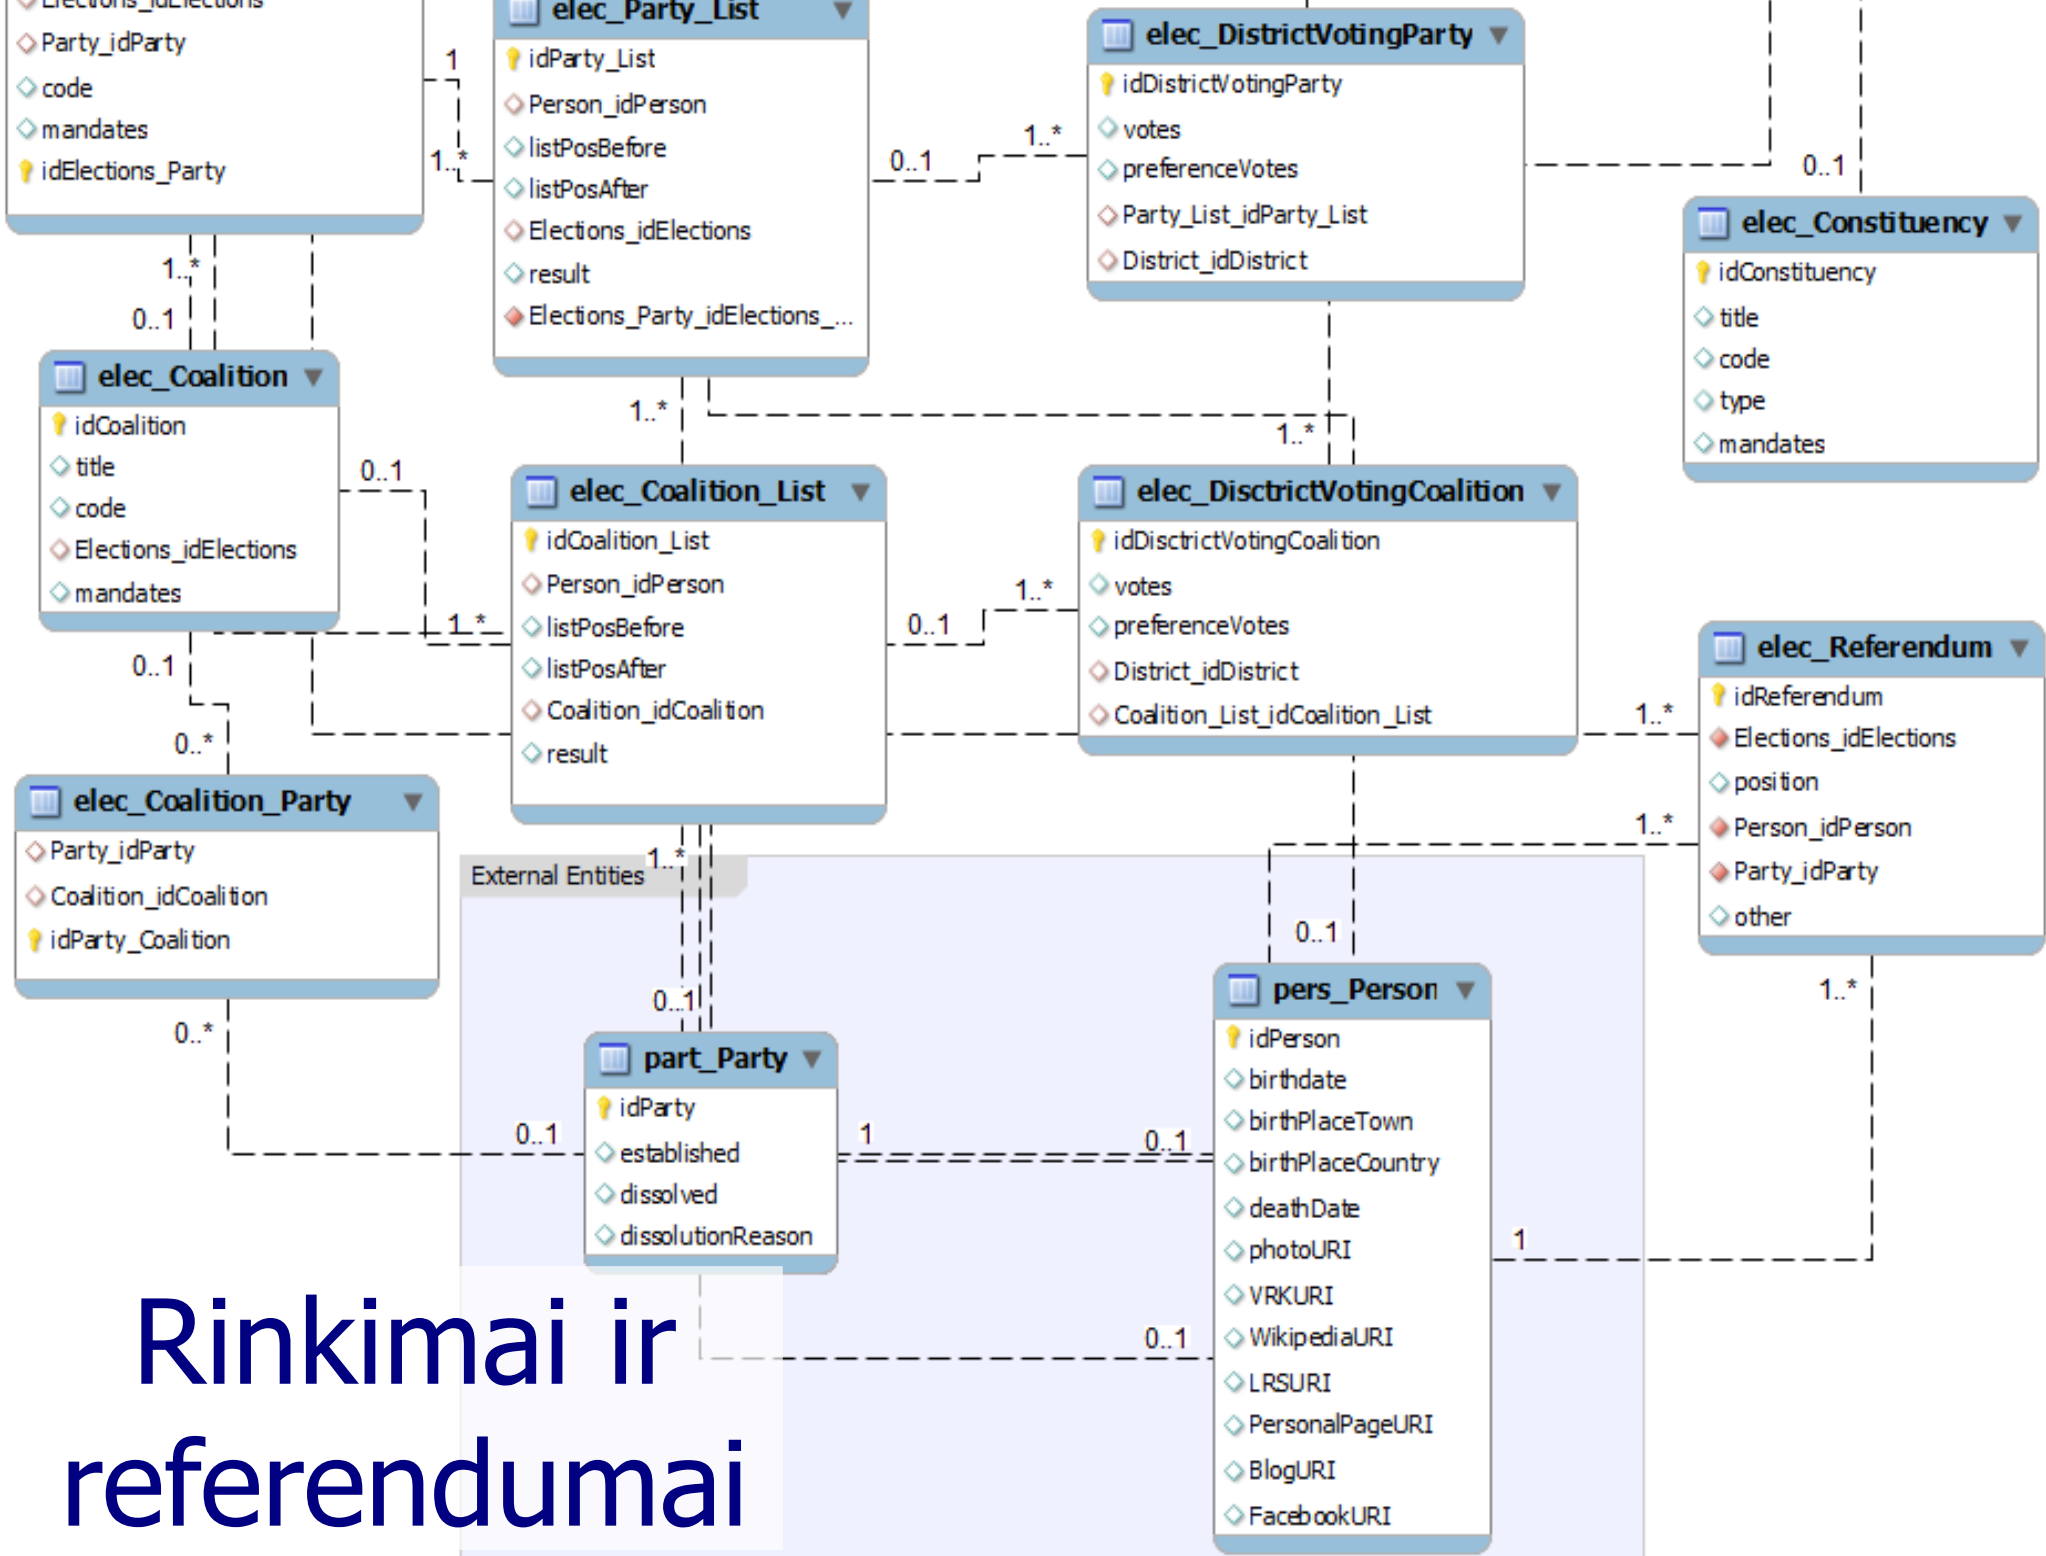 Elections_idElections
Party_idParty
code
mandates
idElections_Party
1
1..*
elec_Party_List
idParty_List
Person_idPerson
listPosBefore
listPosAfter
Elections_idElections
result
Elections_Party_idElections_...
0..1
1..*
elec_DistrictVotingParty
idDistrictVotingParty
votes
preferenceVotes
Party_List_idParty_List
District_idDistrict
0..1
elec_Constituency
idConstituency
title
code
type
mandates
1..*
0..1
elec_Coalition
idCoalition
title
code
Elections_idElections
mandates
0..1
1..*
1..*
1..*
elec_Coalition_List
idCoalition_List
Person_idPerson
listPosBefore
listPosAfter
Coalition_idCoalition
result
0..1
1..*
elec_DisctrictVotingCoalition
idDisctrictVotingCoalition
votes
preferenceVotes
District_idDistrict
Coalition_List_idCoalition_List
elec_Referendum
idReferendum
Elections_idElections
position
Person_idPerson
Party_idParty
other
1..*
1..*
1..*
0..1
0..*
elec_Coalition_Party
Party_idParty
Coalition_idCoalition
idParty_Coalition
0..*
External Entities
1..*
0..1
0..1
part_Party
idParty
established
dissolved
dissolutionReason
0..1
1
0..1
0..1
pers_Person
idPerson
birthdate
birthPlaceTown
birthPlaceCountry
deathDate
photoURI
VRKURI
WikipediaURI
LRSURI
PersonalPageURI
BlogURI
FacebookURI
1
Rinkimai ir
referendumai